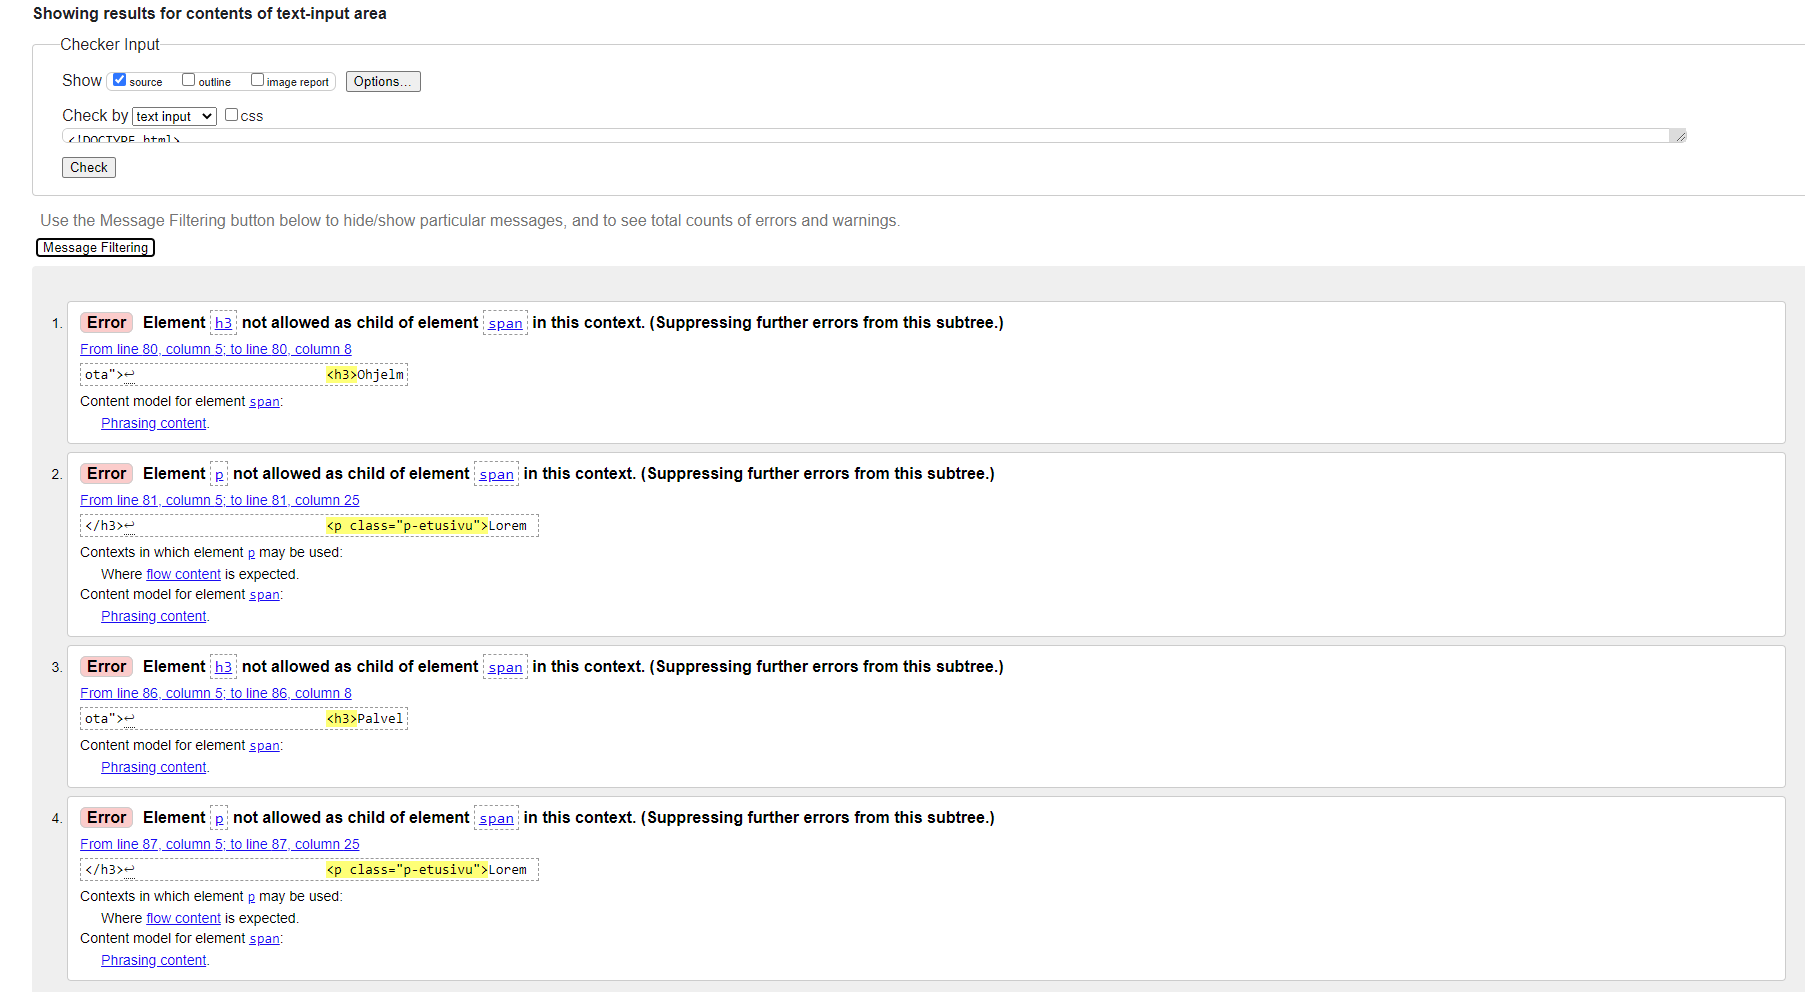 Showing results for contents of text-input area
Checker Input
Show source outline image report Options...
Check by text input css
<!DOCTYPE html>
Check
Use the Message Filtering button below to hide/show particular messages, and to see total counts of errors and warnings.
Message Filtering
1. Error Element h3 not allowed as child of element span in this context. (Suppressing further errors from this subtree.)
From line 80, column 5; to line 80, column 8
ota">↩ <h3>Ohjelm
Content model for element span:
Phrasing content.
2. Error Element p not allowed as child of element span in this context. (Suppressing further errors from this subtree.)
From line 81, column 5; to line 81, column 25
</h3>↩ <p class="p-etusivu">Lorem
Contexts in which element p may be used:
Where flow content is expected.
Content model for element span:
Phrasing content.
3. Error Element h3 not allowed as child of element span in this context. (Suppressing further errors from this subtree.)
From line 86, column 5; to line 86, column 8
ota">↩ <h3>Palvel
Content model for element span:
Phrasing content.
4. Error Element p not allowed as child of element span in this context. (Suppressing further errors from this subtree.)
From line 87, column 5; to line 87, column 25
</h3>↩ <p class="p-etusivu">Lorem
Contexts in which element p may be used:
Where flow content is expected.
Content model for element span:
Phrasing content.